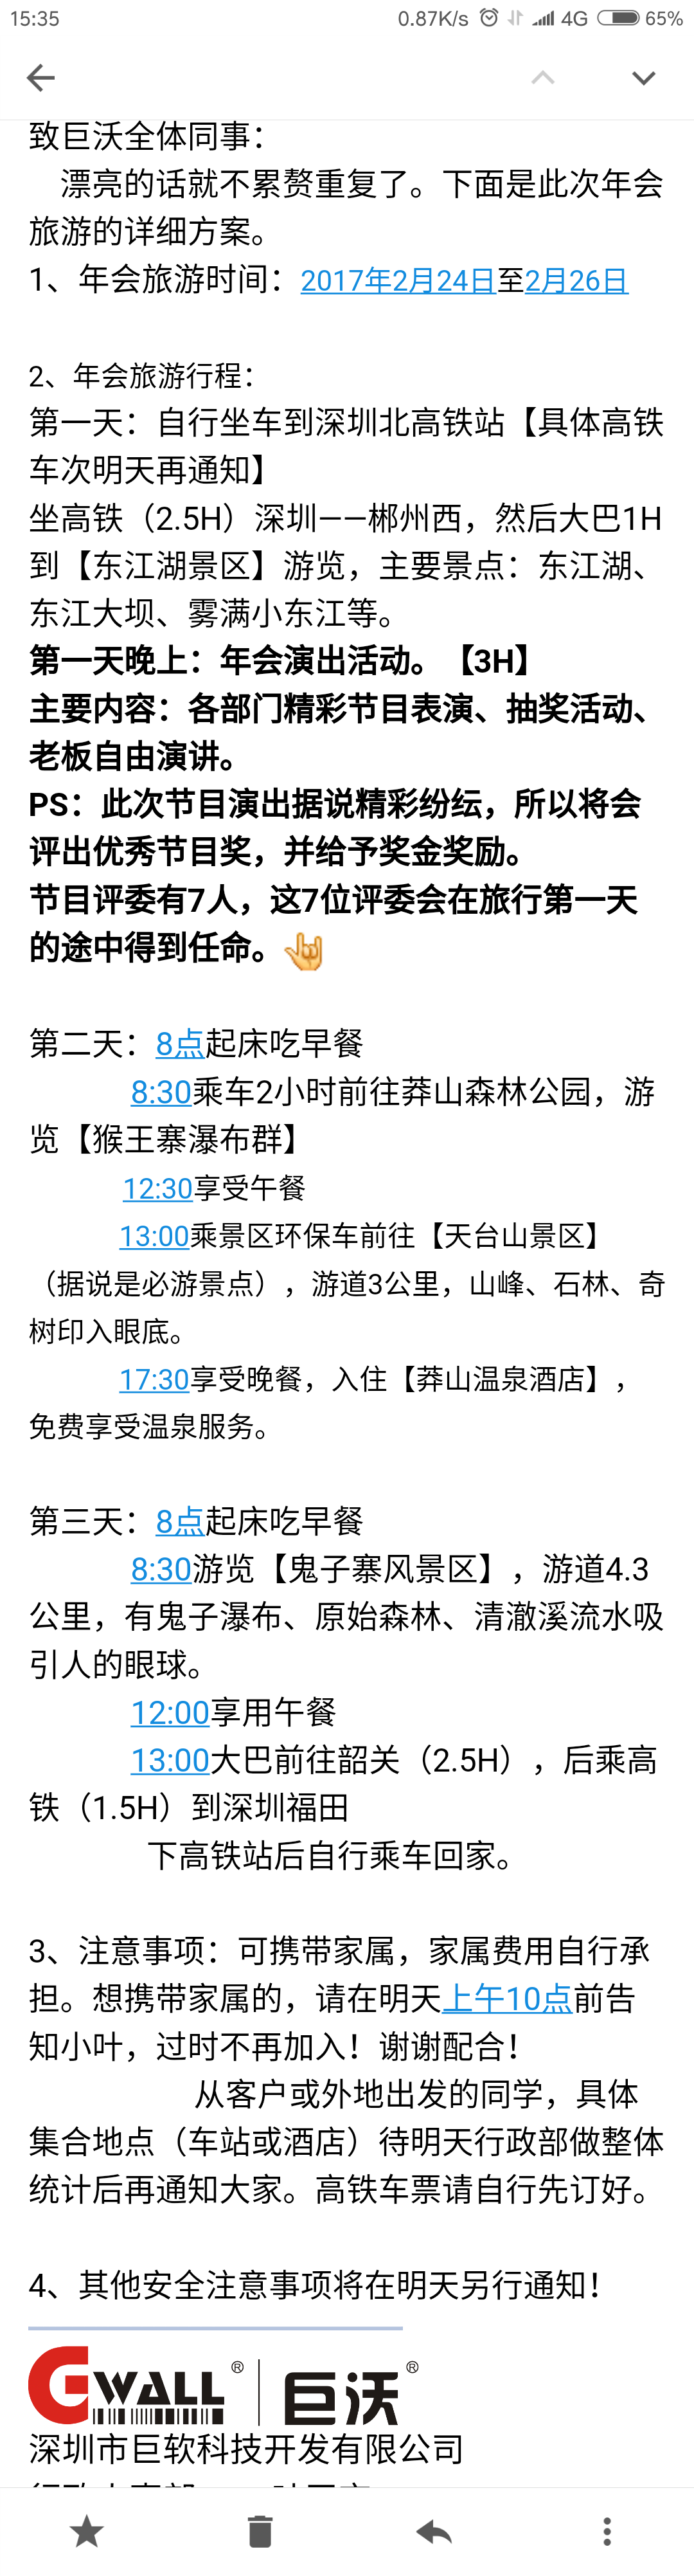 15:35
0.87K/s
4G
65%
致巨沃全体同事：
漂亮的话就不累赘重复了。下面是此次年会
旅游的详细方案。
1、年会旅游时间：2017年2月24日至2月26日
2、年会旅游行程：
第一天：自行坐车到深圳北高铁站【具体高铁
车次明天再通知】
坐高铁（2.5H）深圳——郴州西，然后大巴1H
到【东江湖景区】游览，主要景点：东江湖、
东江大坝、雾满小东江等。
第一天晚上：年会演出活动。【3H】
主要内容：各部门精彩节目表演、抽奖活动、
老板自由演讲。
PS：此次节目演出据说精彩纷纭，所以将会
评出优秀节目奖，并给予奖金奖励。
节目评委有7人，这7位评委会在旅行第一天
的途中得到任命。🤘
第二天：8点起床吃早餐
8:30乘车2小时前往莽山森林公园，游
览【猴王寨瀑布群】
12:30享受午餐
13:00乘景区环保车前往【天台山景区】
（据说是必游景点），游道3公里，山峰、石林、奇
树印入眼底。
17:30享受晚餐，入住【莽山温泉酒店】，
免费享受温泉服务。
第三天：8点起床吃早餐
8:30游览【鬼子寨风景区】，游道4.3
公里，有鬼子瀑布、原始森林、清澈溪流水吸
引人的眼球。
12:00享用午餐
13:00大巴前往韶关（2.5H），后乘高
铁（1.5H）到深圳福田
下高铁站后自行乘车回家。
3、注意事项：可携带家属，家属费用自行承
担。想携带家属的，请在明天上午10点前告
知小叶，过时不再加入！谢谢配合！
从客户或外地出发的同学，具体
集合地点（车站或酒店）待明天行政部做整体
统计后再通知大家。高铁车票请自行先订好。
4、其他安全注意事项将在明天另行通知！
GWALL® 巨沃®
深圳市巨软科技开发有限公司